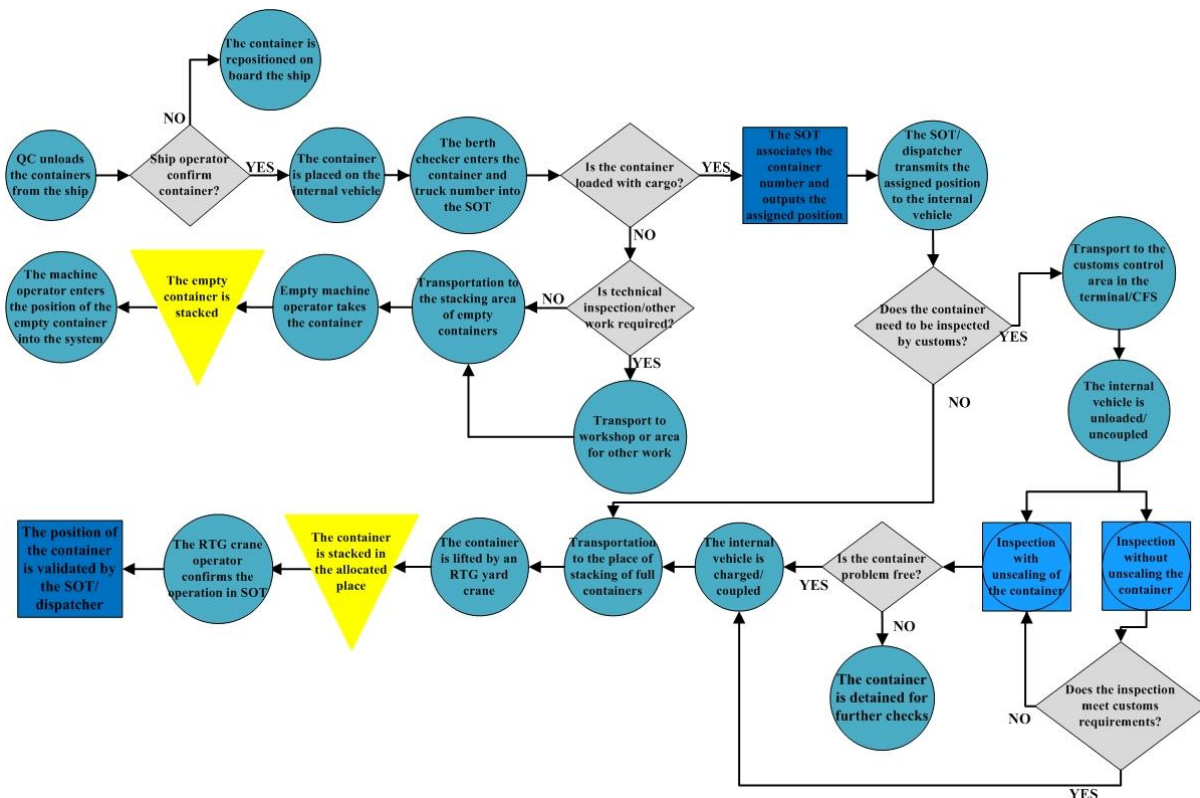 The container is
repositioned on
board the ship
NO
QC unloads
the containers
from the ship
Ship operator
confirm
container?
YES
The container
is placed on the
internal vehicle
The berth
checker enters the
container and
truck number into
the SOT
Is the container
loaded with cargo?
YES
The SOT
associates the
container
number and
outputs the
assigned position
The SOT/
dispatcher
transmits the
assigned position
to the internal
vehicle
NO
The machine
operator enters
the position of the
empty container
into the system
The empty
container is
stacked
Empty machine
operator takes
the container
Transportation to
the stacking area
of empty
containers
NO
Is technical
inspection/other
work required?
YES
Does the container
need to be inspected
by customs?
YES
NO
Transport to the
customs control
area in the
terminal/CFS
Transport to
workshop or area
for other work
The internal
vehicle is
unloaded/
uncoupled
The position of
the container
is validated by
the SOT/
dispatcher
The RTG crane
operator
confirms the
operation in SOT
The container
is stacked in
the allocated
place
The container
is lifted by an
RTG yard
crane
Transportation
to the place of
stacking of full
containers
The internal
vehicle is
charged/
coupled
YES
Is the container
problem free?
NO
Inspection
with
unsealing of
the container
Inspection
without
unsealing the
container
The container
is detained for
further checks
NO
Does the inspection
meet customs
requirements?
YES